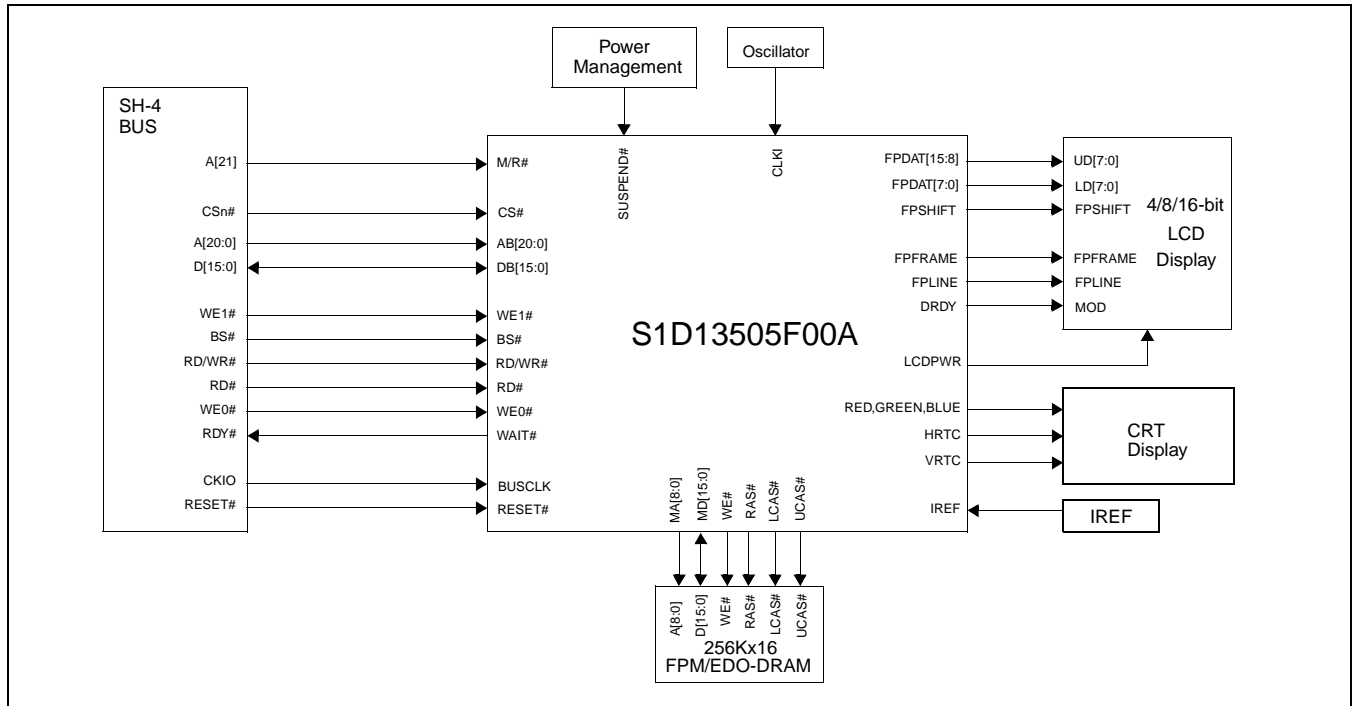 Power
Management
Oscillator
SH-4
BUS
A[21]
CSn#
A[20:0]
D[15:0]
WE1#
BS#
RD/WR#
RD#
WE0#
RDY#
CKIO
RESET#
M/R#
CS#
AB[20:0]
DB[15:0]
WE1#
BS#
RD/WR#
RD#
WE0#
WAIT#
BUSCLK
RESET#
SUSPEND#
CLKI
S1D13505F00A
FPDAT[15:8]
FPDAT[7:0]
FPSHIFT
FPFRAME
FPLINE
DRDY
LCDPWR
RED,GREEN,BLUE
HRTC
VRTC
IREF
UD[7:0]
LD[7:0]
FPSHIFT
FPFRAME
FPLINE
MOD
4/8/16-bit
LCD
Display
CRT
Display
IREF
MA[8:0]
MD[15:0]
WE#
RAS#
LCAS#
UCAS#
A[8:0]
D[15:0]
WE#
RAS#
LCAS#
UCAS#
256Kx16
FPM/EDO-DRAM